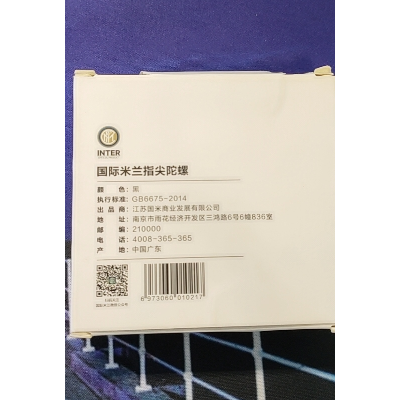 INTER
国际米兰指尖陀螺
颜 色：黑
执行标准：GB6675-2014
出 品 商：江苏国米商业发展有限公司
地 址：南京市雨花经济开发区三鸿路6号6幢836室
邮 编：210000
电 话：4008-365-365
产 地：中国广东
6973060010217